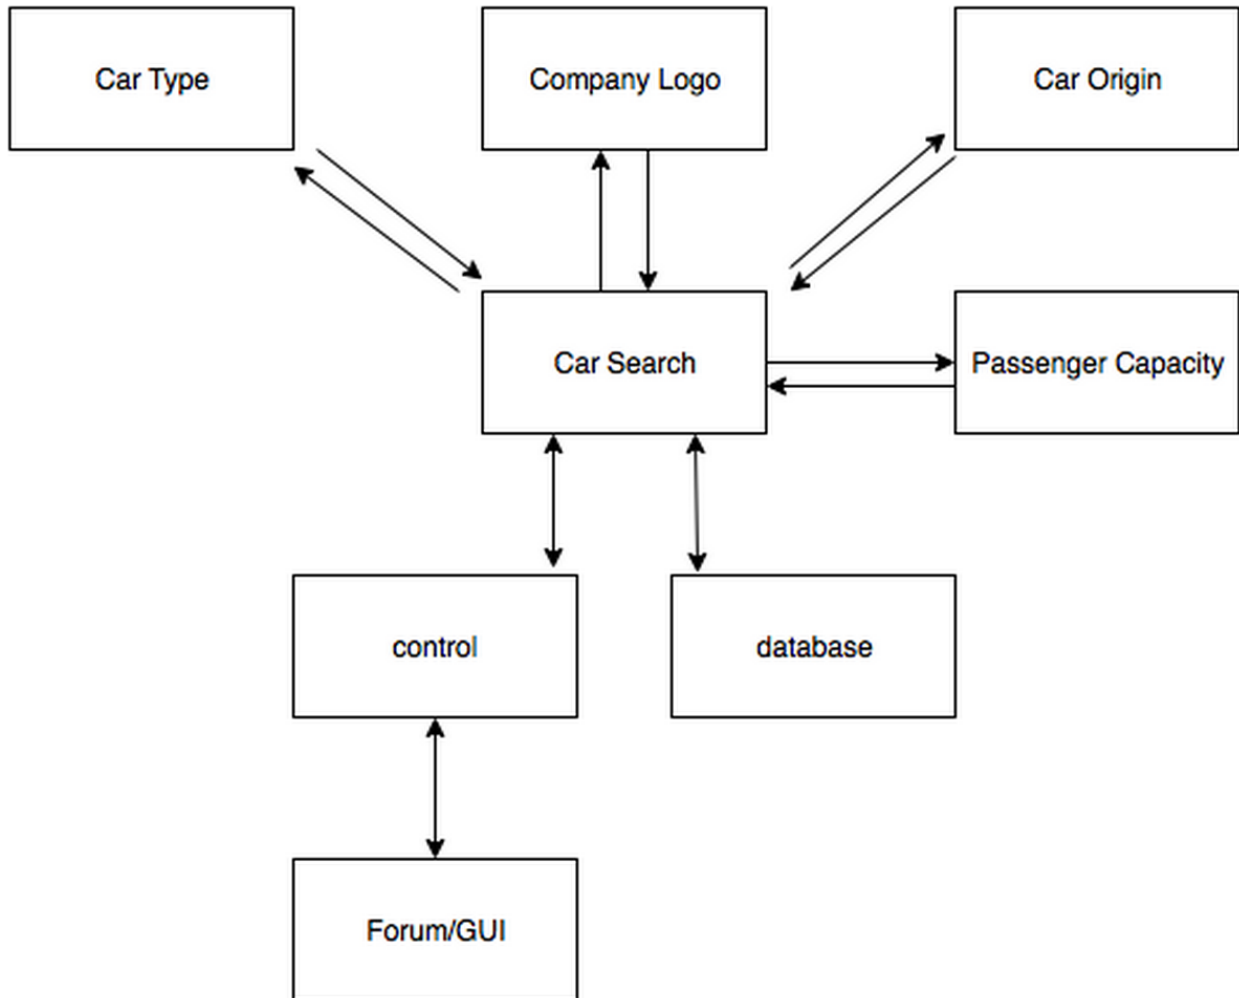 Car Type
Company Logo
Car Origin
Car Search
Passenger Capacity
control
database
Forum/GUI